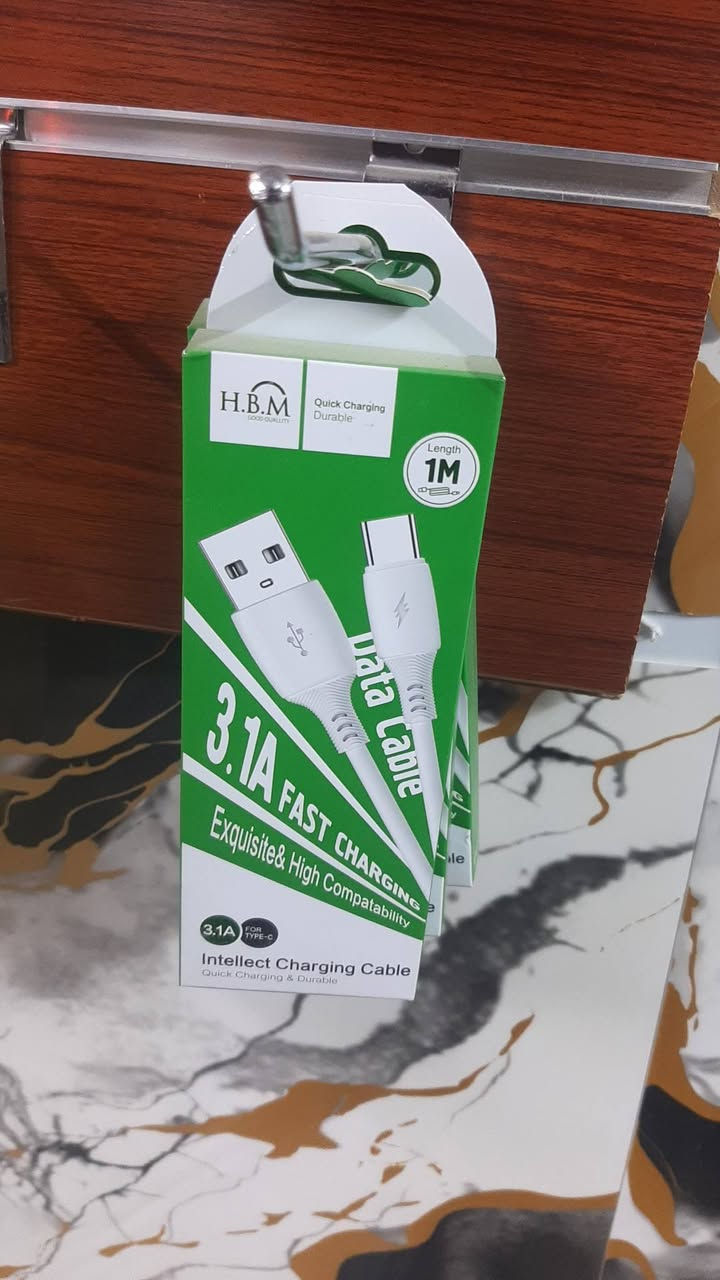 H.B.M
GOOD QUALLITY
Quick Charging
Durable
Length
1M
Data Cable
3.1A FAST CHARGING
Exquisite& High Compatability
3.1A
FOR
TYPE-C
Intellect Charging Cable
Quick Charging & Durable